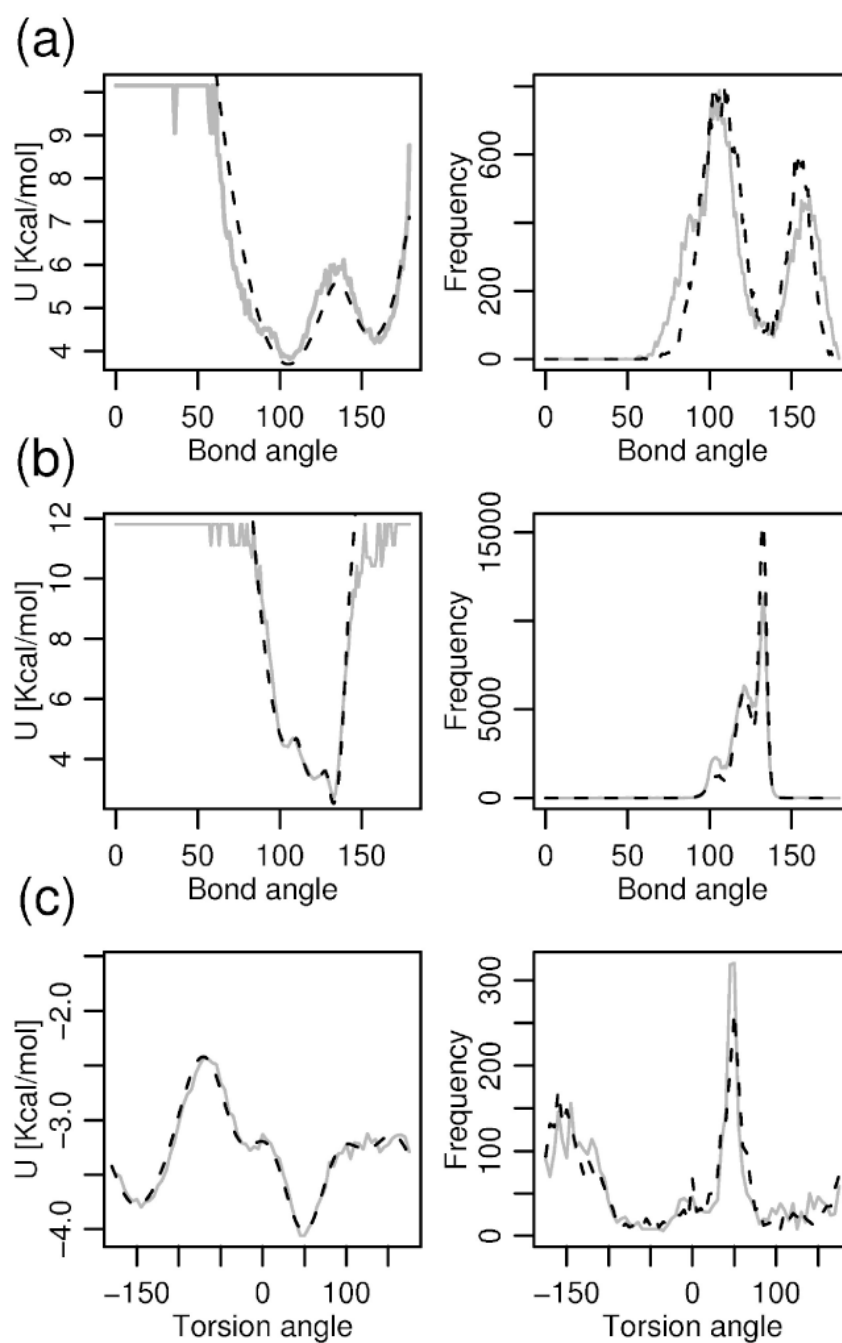 (a)
U [Kcal/mol]
4 5 6 7 8 9
0 50 100 150
Bond angle
Frequency
0 200 600
0 50 100 150
Bond angle
(b)
U [Kcal/mol]
4 6 8 10 12
0 50 100 150
Bond angle
Frequency
0 5000 15000
0 50 100 150
Bond angle
(c)
U [Kcal/mol]
−4.0 −3.0 −2.0
−150 0 100
Torsion angle
Frequency
0 100 200 300
−150 0 100
Torsion angle